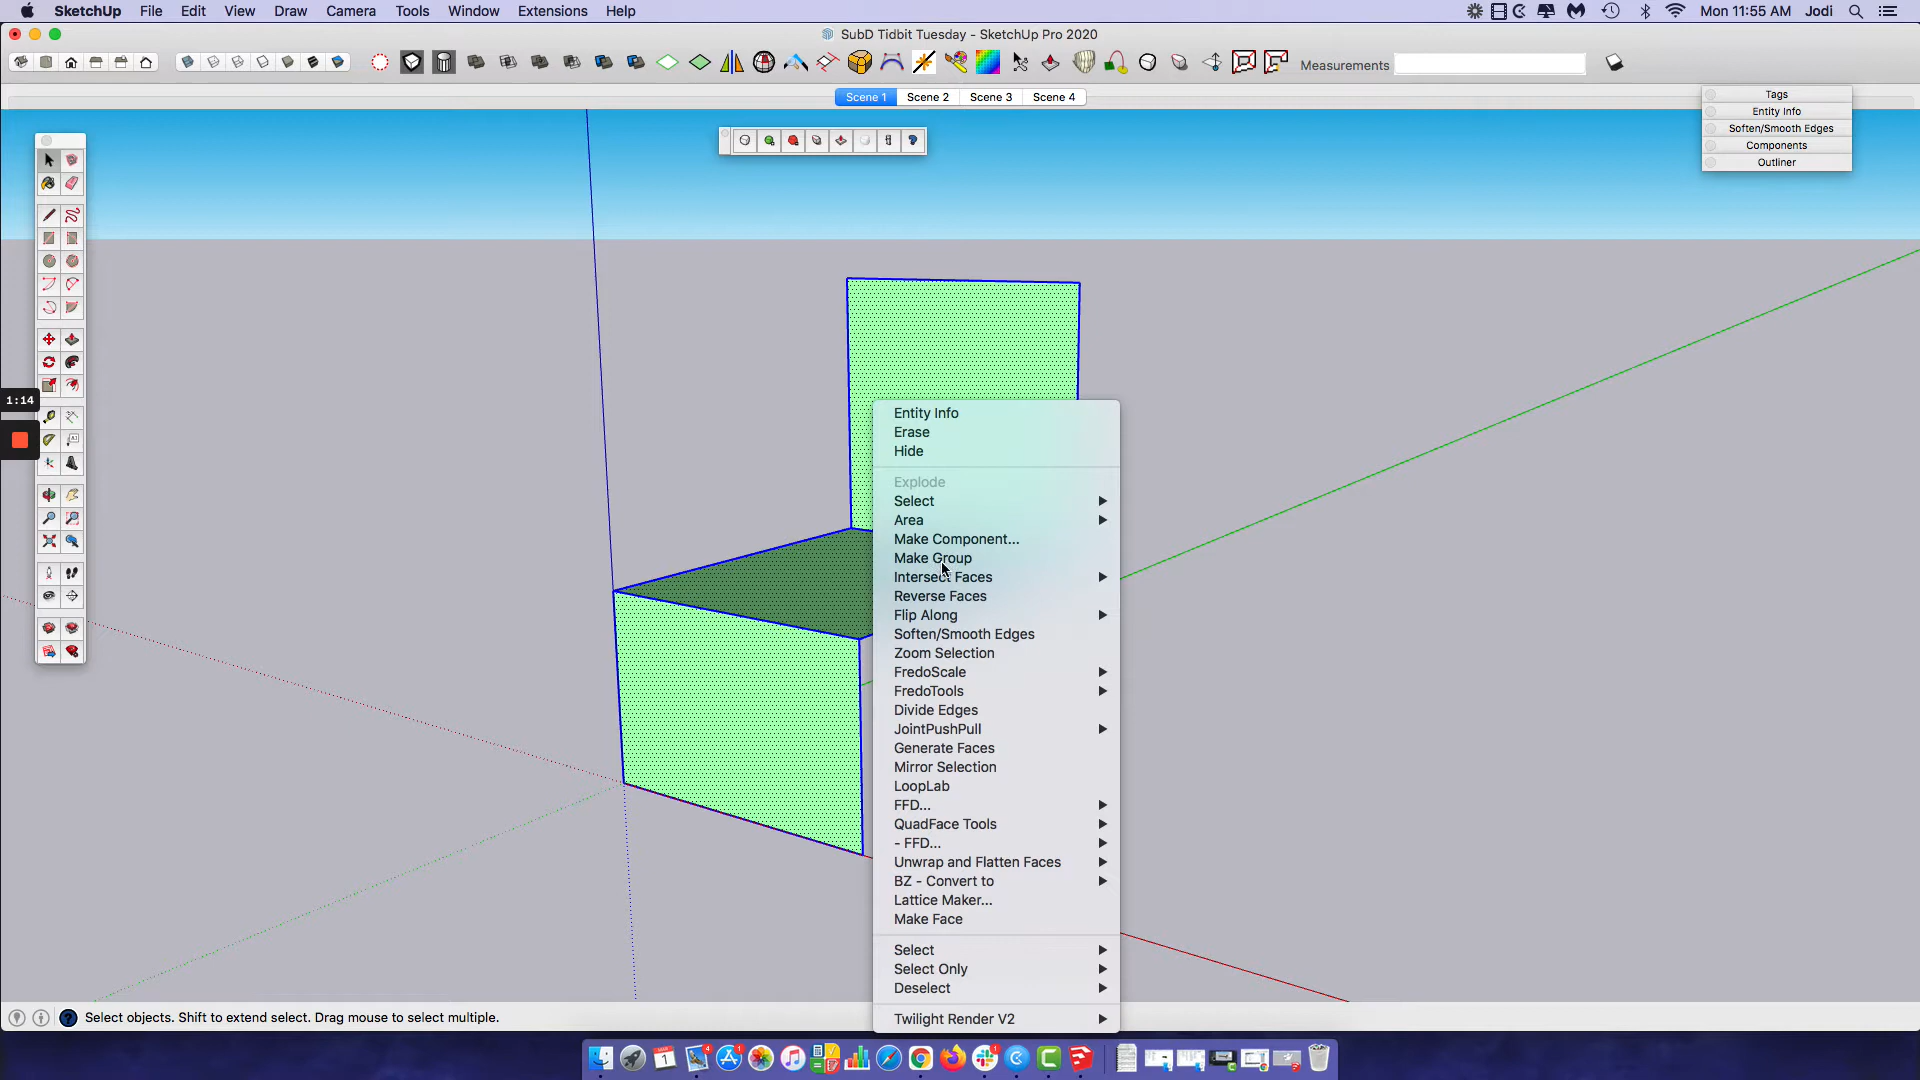 SketchUp File Edit View Draw Camera Tools Window Extensions Help Mon 11:55 AM Jodi
SubD Tidbit Tuesday - SketchUp Pro 2020
Measurements
Scene 1 Scene 2 Scene 3 Scene 4
Tags
Entity Info
Soften/Smooth Edges
Components
Outliner
1:14
Entity Info
Erase
Hide
Explode
Select
Area
Make Component...
Make Group
Intersect Faces
Reverse Faces
Flip Along
Soften/Smooth Edges
Zoom Selection
FredoScale
FredoTools
Divide Edges
JointPushPull
Generate Faces
Mirror Selection
LoopLab
FFD...
QuadFace Tools
- FFD...
Unwrap and Flatten Faces
BZ - Convert to
Lattice Maker...
Make Face
Select
Select Only
Deselect
Twilight Render V2
Select objects. Shift to extend select. Drag mouse to select multiple.